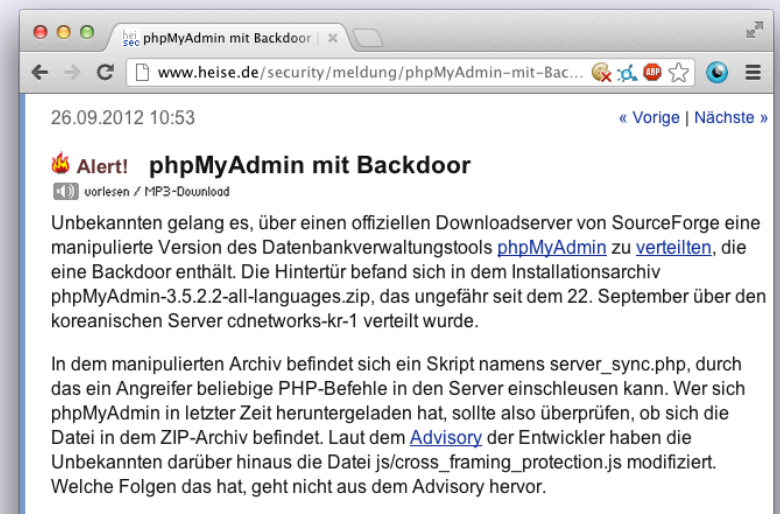 hei sec phpMyAdmin mit Backdoor |
www.heise.de/security/meldung/phpMyAdmin-mit-Bac... ABP
26.09.2012 10:53 « Vorige | Nächste »
Alert! phpMyAdmin mit Backdoor
vorlesen / MP3-Download
Unbekannten gelang es, über einen offiziellen Downloadserver von SourceForge eine
manipulierte Version des Datenbankverwaltungstools phpMyAdmin zu verteilten, die
eine Backdoor enthält. Die Hintertür befand sich in dem Installationsarchiv
phpMyAdmin-3.5.2.2-all-languages.zip, das ungefähr seit dem 22. September über den
koreanischen Server cdnetworks-kr-1 verteilt wurde.
In dem manipulierten Archiv befindet sich ein Skript namens server_sync.php, durch
das ein Angreifer beliebige PHP-Befehle in den Server einschleusen kann. Wer sich
phpMyAdmin in letzter Zeit heruntergeladen hat, sollte also überprüfen, ob sich die
Datei in dem ZIP-Archiv befindet. Laut dem Advisory der Entwickler haben die
Unbekannten darüber hinaus die Datei js/cross_framing_protection.js modifiziert.
Welche Folgen das hat, geht nicht aus dem Advisory hervor.